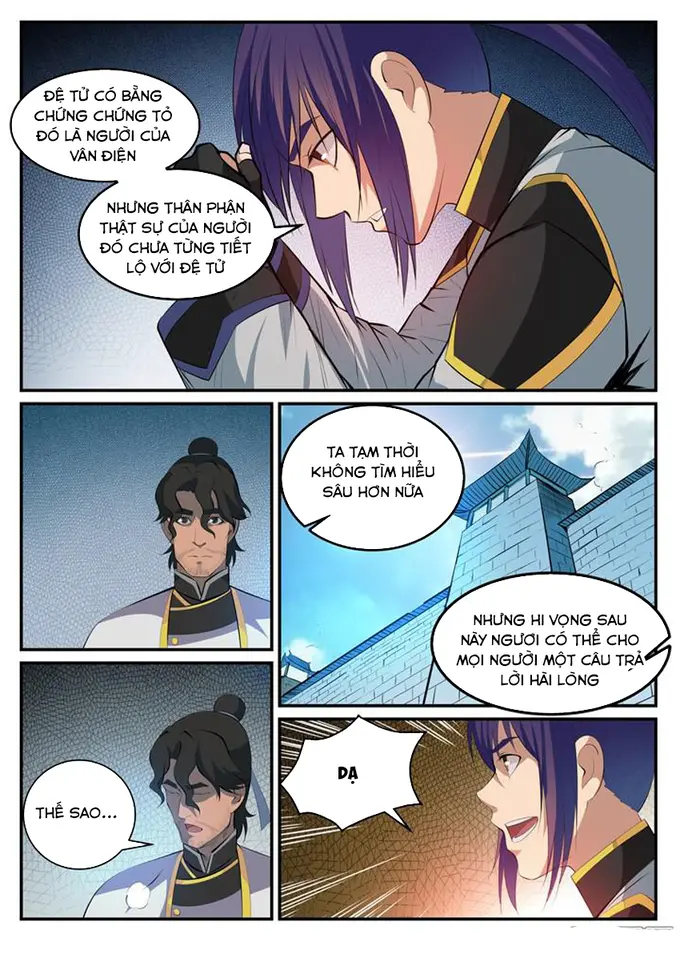 ĐỆ TỬ CÓ BẰNG
CHỨNG CHỨNG TỎ
ĐÓ LÀ NGƯỜI CỦA
VÂN ĐIỆN
NHƯNG THÂN PHẬN
THẬT SỰ CỦA NGƯỜI
ĐÓ CHƯA TỪNG TIẾT
LỘ VỚI ĐỆ TỬ
TA TẠM THỜI
KHÔNG TÌM HIỂU
SÂU HƠN NỮA
NHƯNG HI VỌNG SAU
NÀY NGƯƠI CÓ THỂ CHO
MỌI NGƯỜI MỘT CÂU TRẢ
LỜI HÀI LÒNG
THẾ SAO...
DẠ